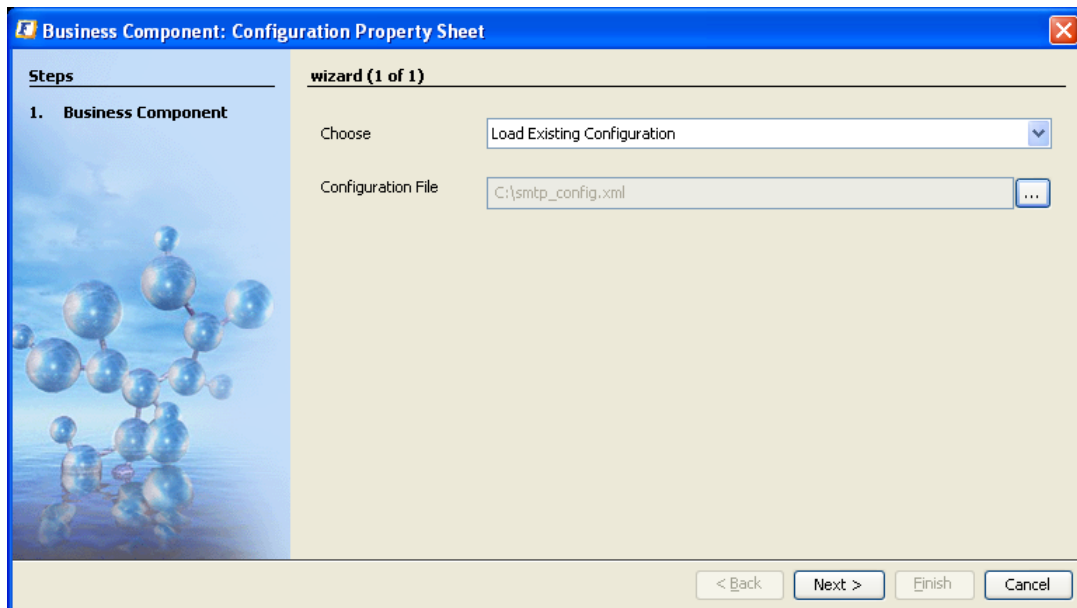 Business Component: Configuration Property Sheet
Steps
1. Business Component
wizard (1 of 1)
Choose
Load Existing Configuration
Configuration File
C:\smtp_config.xml
...
< Back
Next >
Finish
Cancel